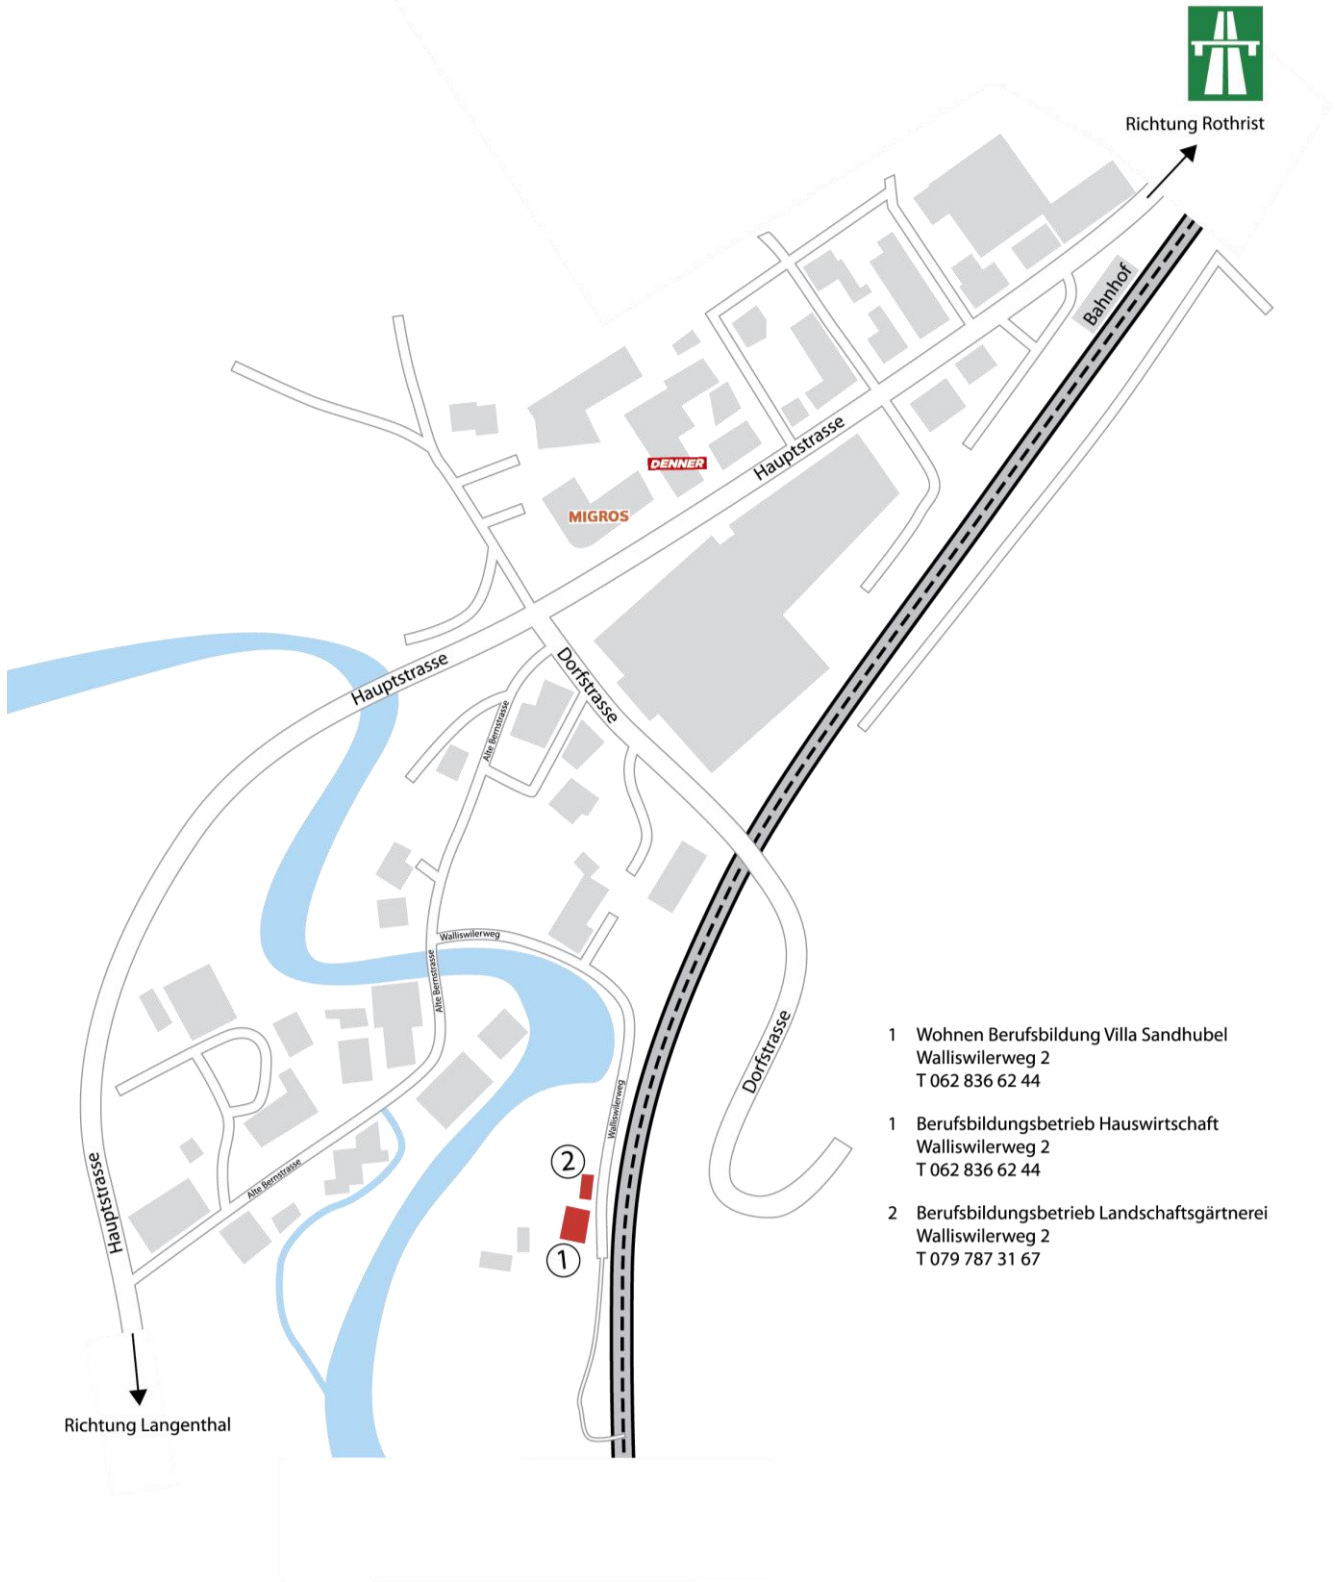 Richtung Rothrist
Bahnhof
Hauptstrasse
DENNER
MIGROS
Hauptstrasse
Dorfstrasse
Alte Bernstrasse
Walliswilerweg
Alte Bernstrasse
Dorfstrasse
Walliswilerweg
2
1
Hauptstrasse
Alte Bernstrasse
Richtung Langenthal
1 Wohnen Berufsbildung Villa Sandhubel
Walliswilerweg 2
T 062 836 62 44
1 Berufsbildungsbetrieb Hauswirtschaft
Walliswilerweg 2
T 062 836 62 44
2 Berufsbildungsbetrieb Landschaftsgärtnerei
Walliswilerweg 2
T 079 787 31 67